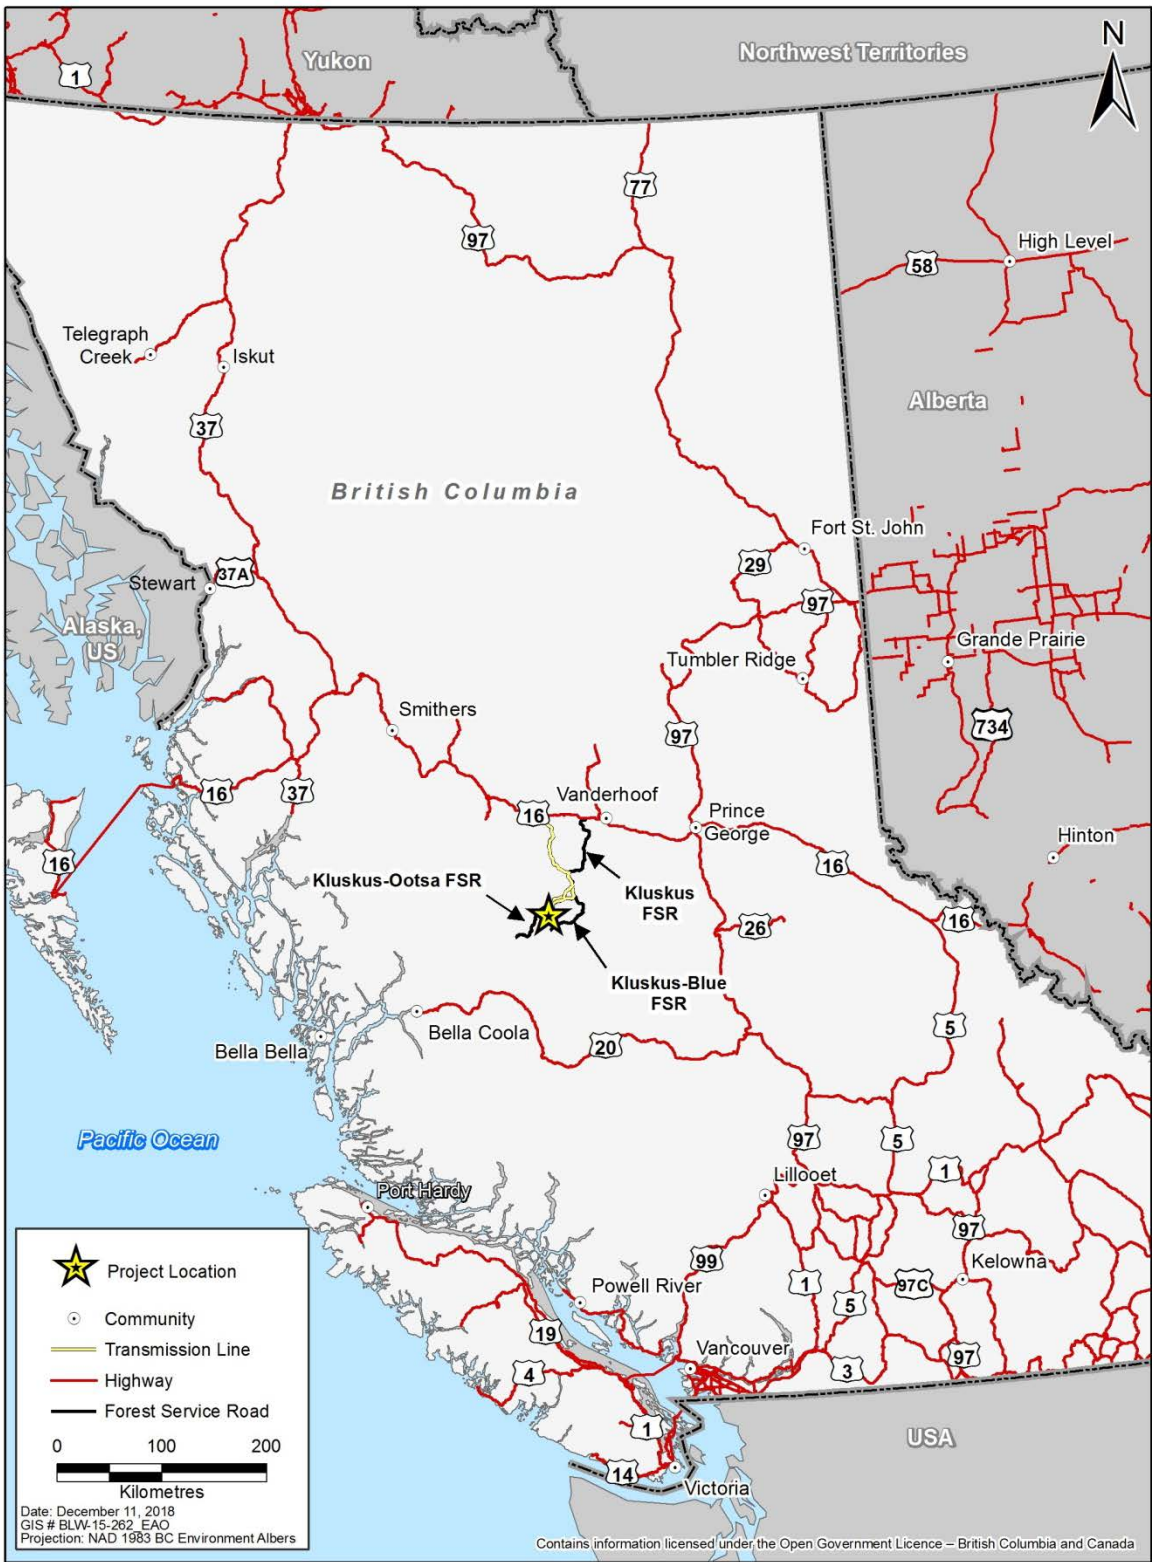 Yukon
Northwest Territories
N
1
77
97
High Level
58
Telegraph
Creek
Iskut
Alberta
37
British Columbia
Fort St. John
29
37A
Stewart
97
Alaska,
US
Grande Prairie
Tumbler Ridge
Smithers
734
97
16
37
Vanderhoof
16
Prince
George
Hinton
16
16
Kluskus-Ootsa FSR
Kluskus
FSR
16
26
Kluskus-Blue
FSR
Bella Coola
5
Bella Bella
20
Pacific Ocean
97
5
1
Lillooet
Port Hardy
97
99
Kelowna
97C
1
Powell River
5
19
Vancouver
97
3
4
1
USA
14
Victoria
Project Location
Community
Transmission Line
Highway
Forest Service Road
0 100 200
Kilometres
Date: December 11, 2018
GIS # BLW-15-262_EAO
Projection: NAD 1983 BC Environment Albers
Contains information licensed under the Open Government Licence – British Columbia and Canada